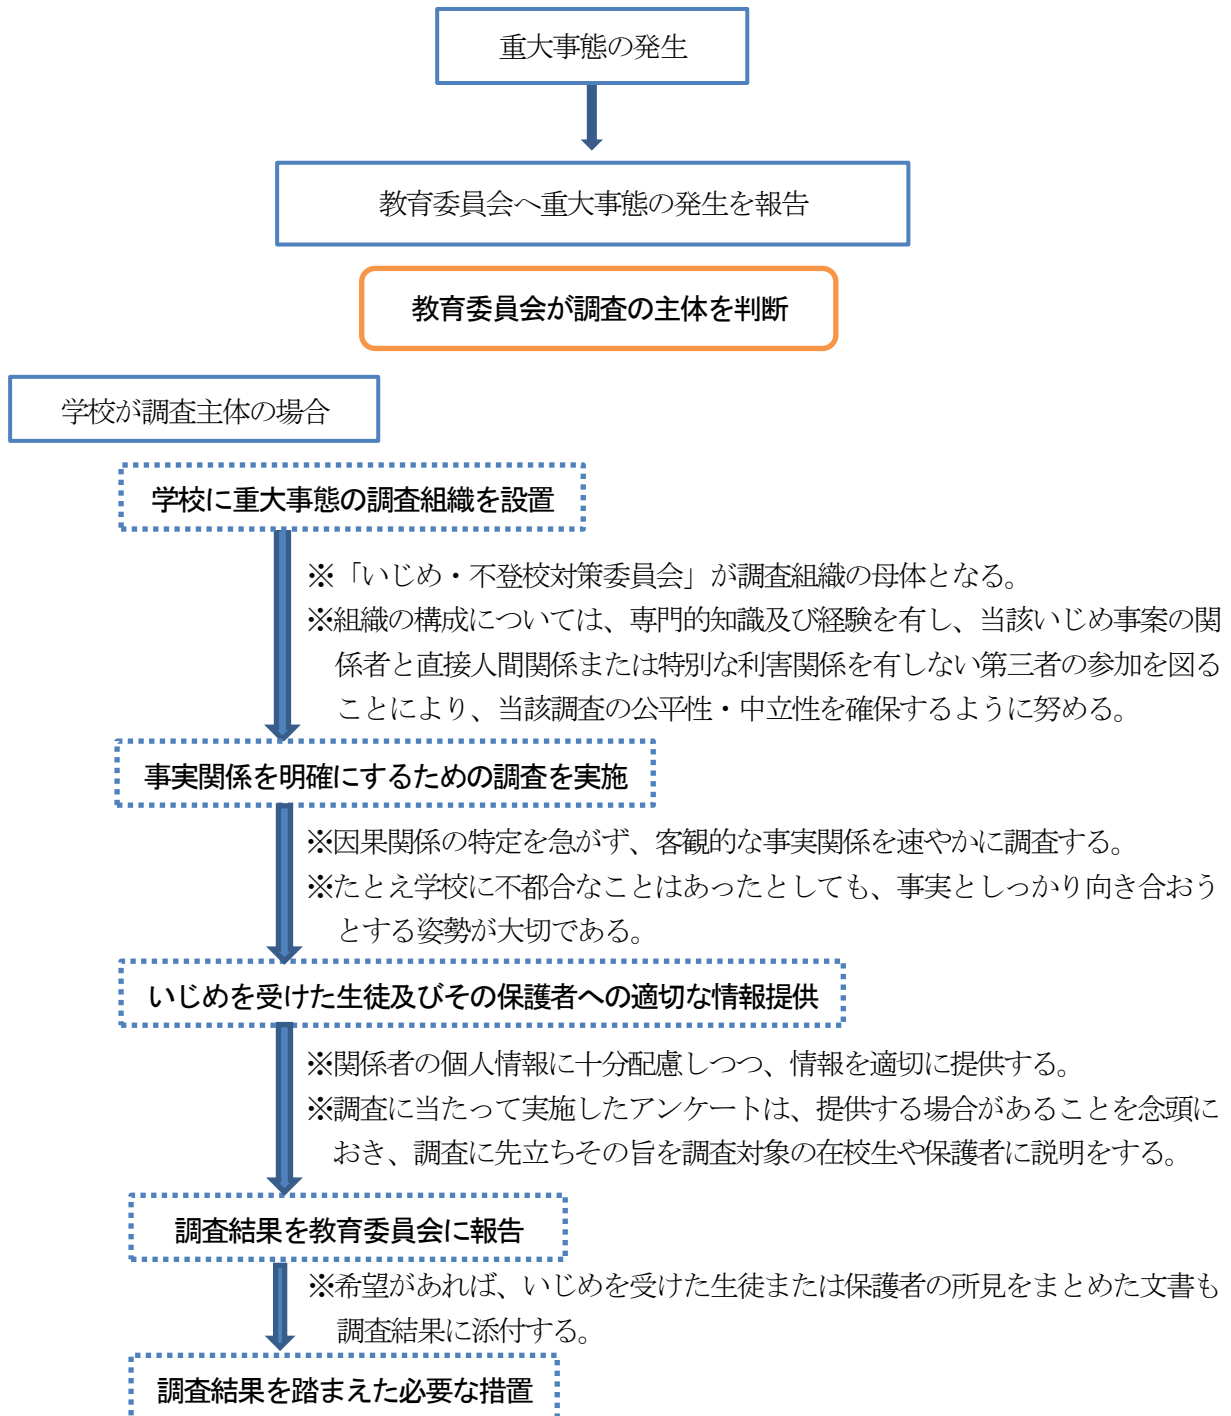 重大事態の発生
教育委員会へ重大事態の発生を報告
教育委員会が調査の主体を判断
学校が調査主体の場合
学校に重大事態の調査組織を設置
※「いじめ・不登校対策委員会」が調査組織の母体となる。
※組織の構成については、専門的知識及び経験を有し、当該いじめ事案の関
係者と直接人間関係または特別な利害関係を有しない第三者の参加を図る
ことにより、当該調査の公平性・中立性を確保するように努める。
事実関係を明確にするための調査を実施
※因果関係の特定を急がず、客観的な事実関係を速やかに調査する。
※たとえ学校に不都合なことはあったとしても、事実としっかり向き合おう
とする姿勢が大切である。
いじめを受けた生徒及びその保護者への適切な情報提供
※関係者の個人情報に十分配慮しつつ、情報を適切に提供する。
※調査に当たって実施したアンケートは、提供する場合があることを念頭に
おき、調査に先立ちその旨を調査対象の在校生や保護者に説明をする。
調査結果を教育委員会に報告
※希望があれば、いじめを受けた生徒または保護者の所見をまとめた文書も
調査結果に添付する。
調査結果を踏まえた必要な措置